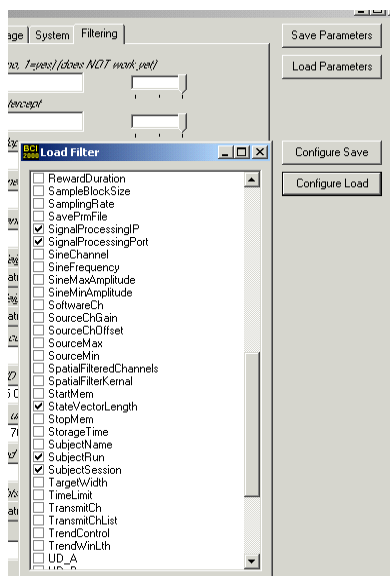 age System Filtering
Save Parameters
no, 1=yes) (does NOT work yet)
Load Parameters
tercept
Configure Save
BCI 2000 Load Filter
Configure Load
RewardDuration
SampleBlockSize
SamplingRate
SavePrmFile
SignalProcessingIP
SignalProcessingPort
SineChannel
SineFrequency
SineMaxAmplitude
SineMinAmplitude
SoftwareCh
SourceChGain
SourceChOffset
SourceMax
SourceMin
SpatialFilteredChannels
SpatialFilterKernal
StartMem
StateVectorLength
StopMem
StorageTime
SubjectName
SubjectRun
SubjectSession
TargetWidth
TimeLimit
TransmitCh
TransmitChList
TrendControl
TrendWinLth
UD_A